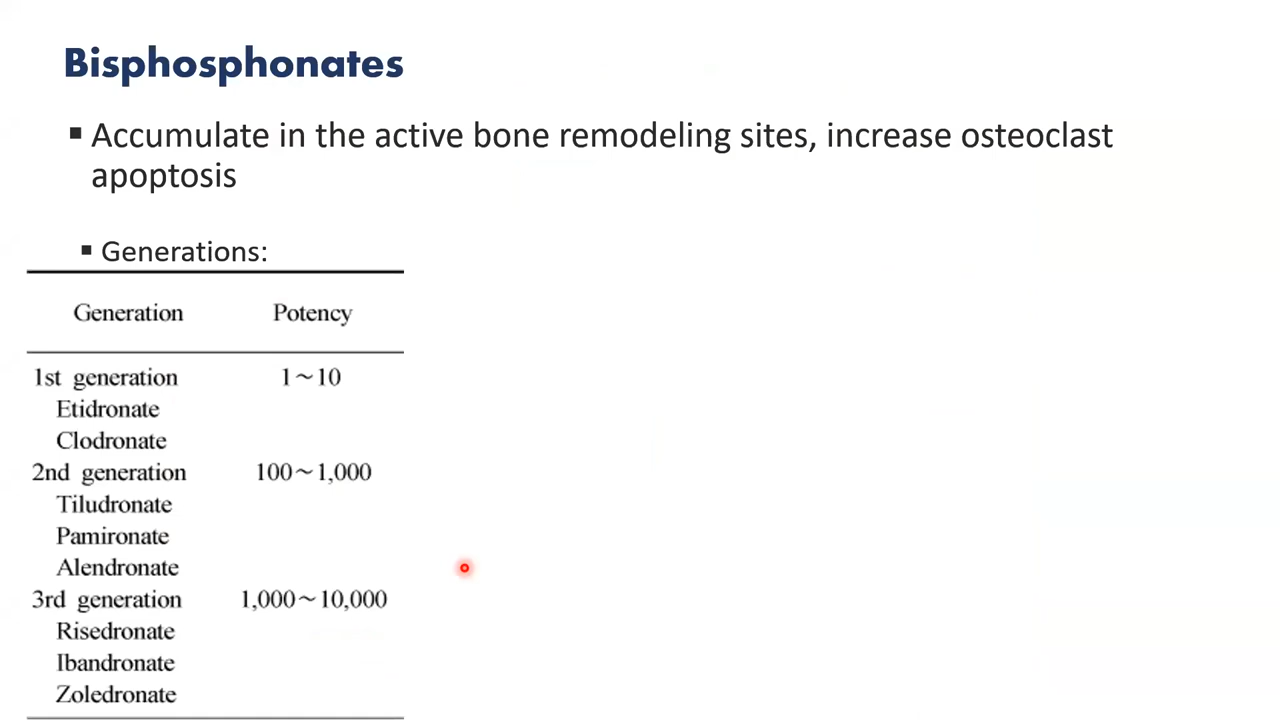 Bisphosphonates
▪ Accumulate in the active bone remodeling sites, increase osteoclast
apoptosis
▪ Generations:
Generation Potency
1st generation 1~10
Etidronate
Clodronate
2nd generation 100~1,000
Tiludronate
Pamironate
Alendronate
3rd generation 1,000~10,000
Risedronate
Ibandronate
Zoledronate